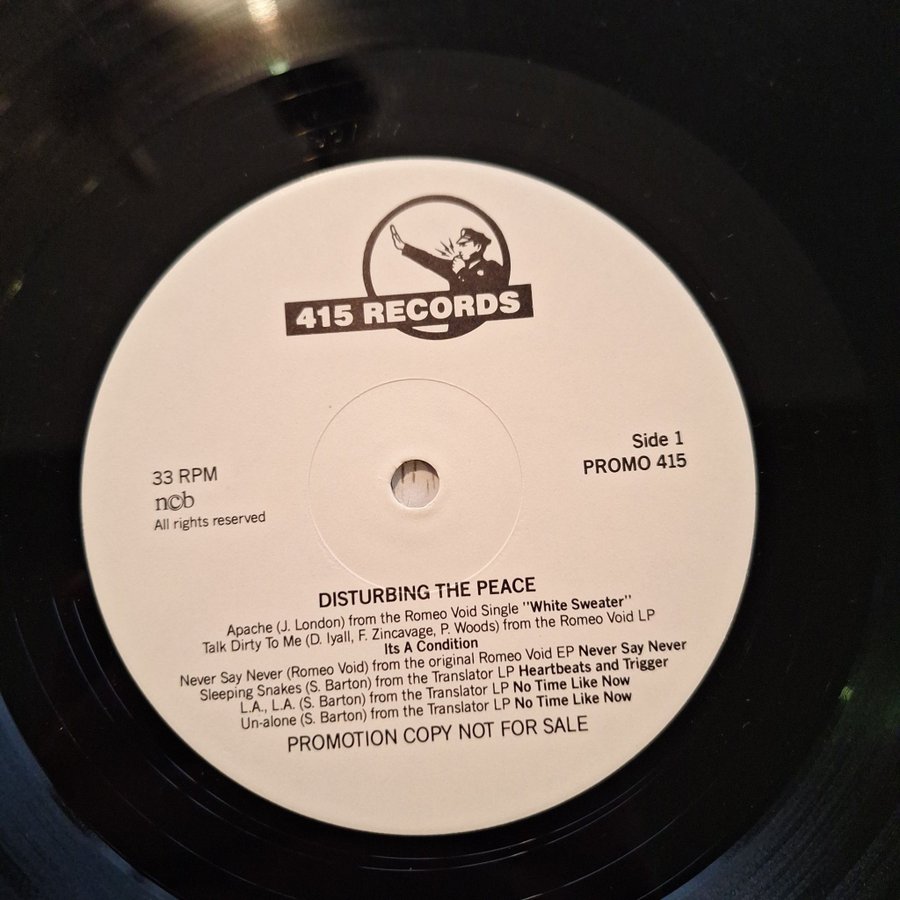 415 RECORDS
Side 1
PROMO 415
33 RPM
ncb
All rights reserved
DISTURBING THE PEACE
Apache (J. London) from the Romeo Void Single "White Sweater"
Talk Dirty To Me (D. Iyall, F. Zincavage, P. Woods) from the Romeo Void LP
Its A Condition
Never Say Never (Romeo Void) from the original Romeo Void EP Never Say Never
Sleeping Snakes (S. Barton) from the Translator LP Heartbeats and Trigger
L.A., L.A. (S. Barton) from the Translator LP No Time Like Now
Un-alone (S. Barton) from the Translator LP No Time Like Now
PROMOTION COPY NOT FOR SALE